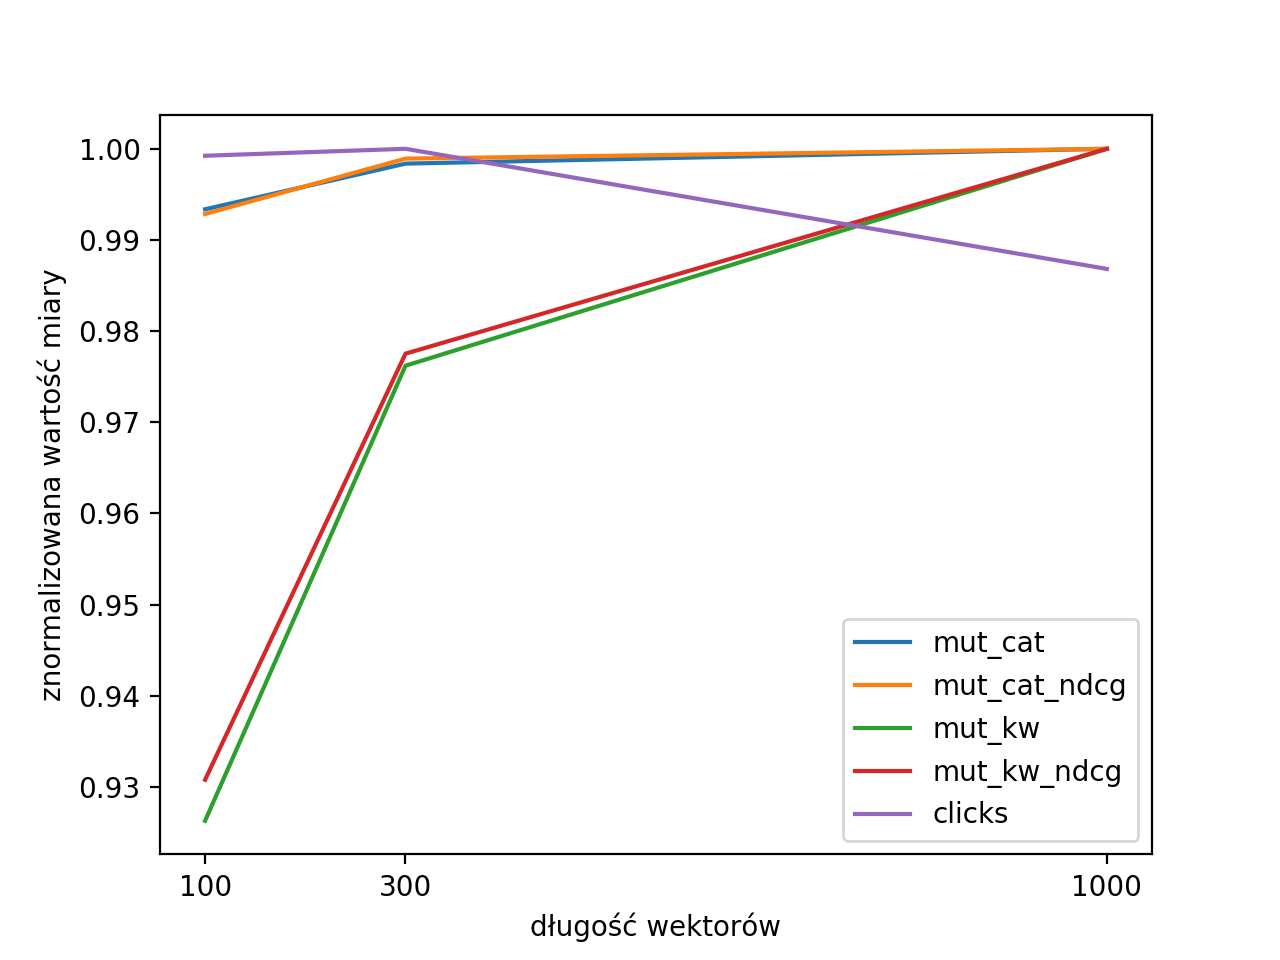 1.00
0.99
0.98
0.97
0.96
0.95
0.94
0.93
znormalizowana wartość miary
mut_cat
mut_cat_ndcg
mut_kw
mut_kw_ndcg
clicks
100 300 1000
długość wektorów